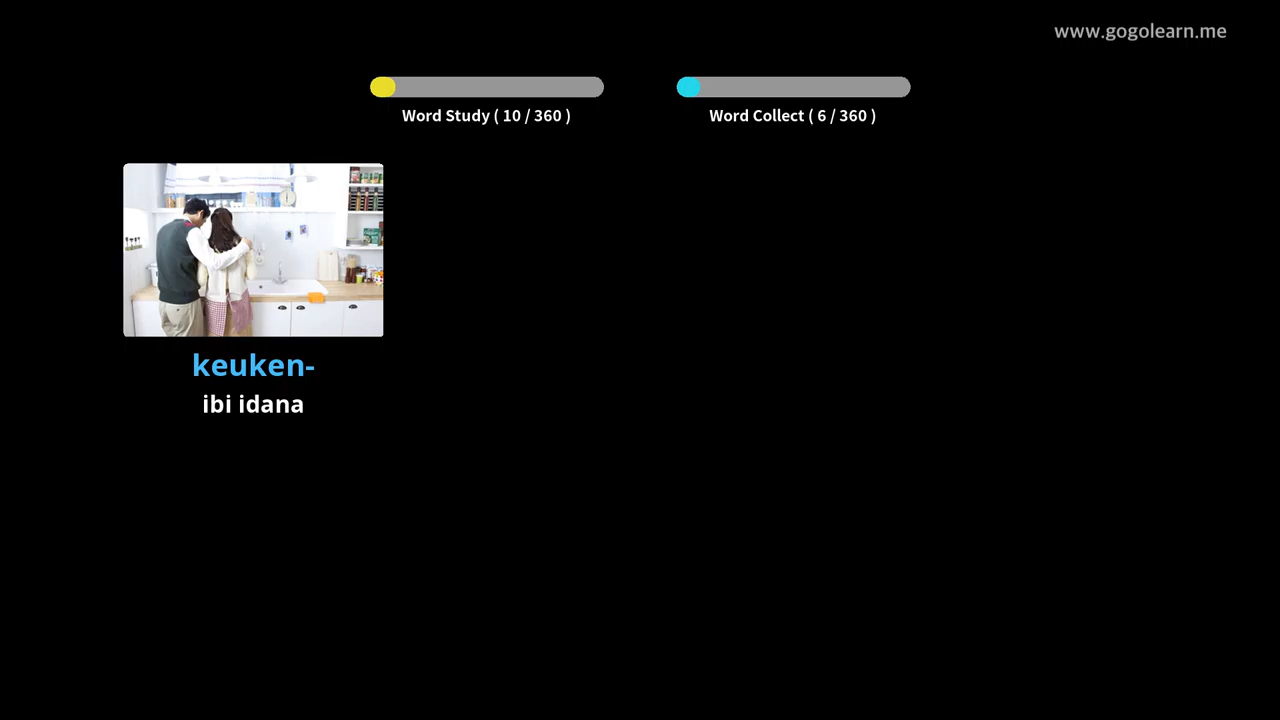 www.gogolearn.me
Word Study ( 10 / 360 )
Word Collect ( 6 / 360 )
keuken-
ibi idana